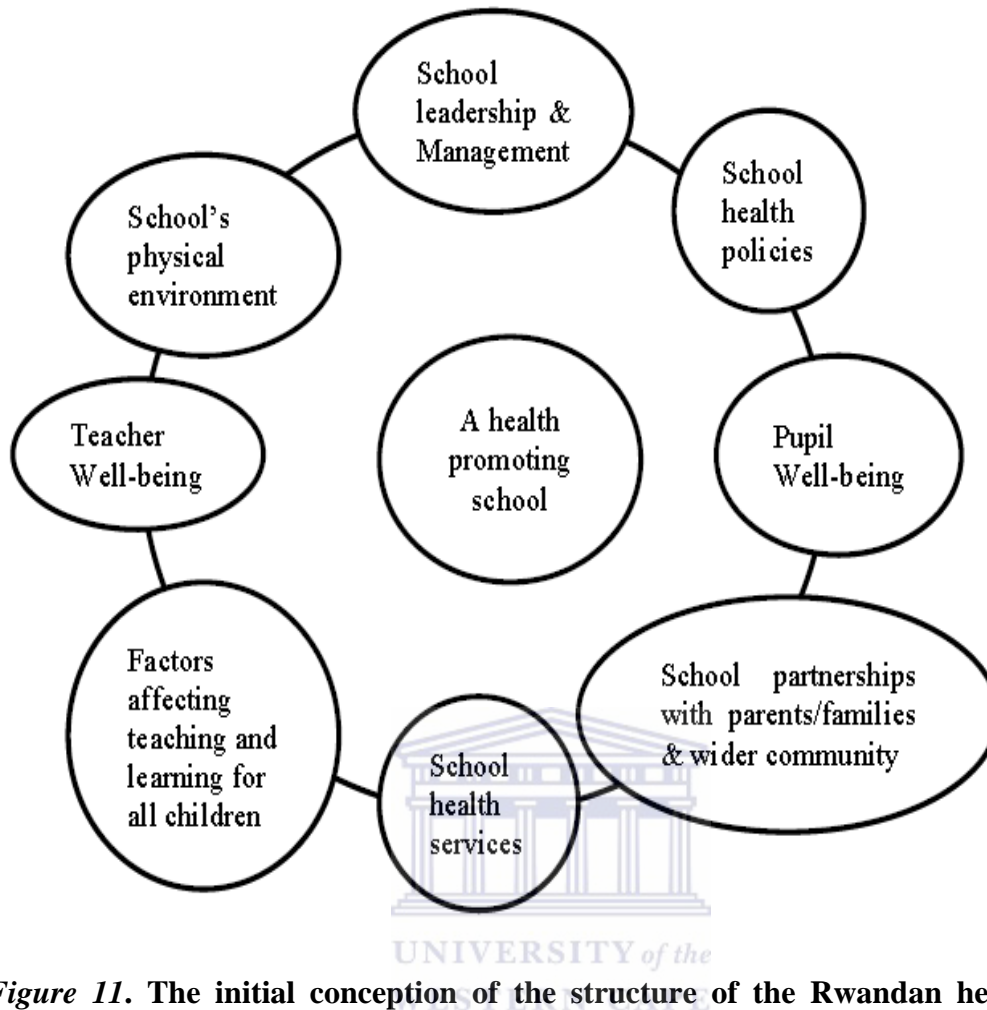 School
leadership &
Management
School
health
policies
School's
physical
environment
A health
promoting
school
Teacher
Well-being
Pupil
Well-being
Factors
affecting
teaching and
learning for
all children
School partnerships
with parents/families
& wider community
School
health
services
UNIVERSITY of the
WESTERN CAPE
Figure 11. The initial conception of the structure of the Rwandan he